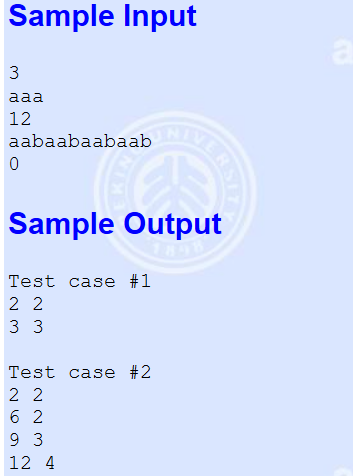 Sample Input
3
aaa
12
aabaabaabaab
0
Sample Output
Test case #1
2 2
3 3
Test case #2
2 2
6 2
9 3
12 4